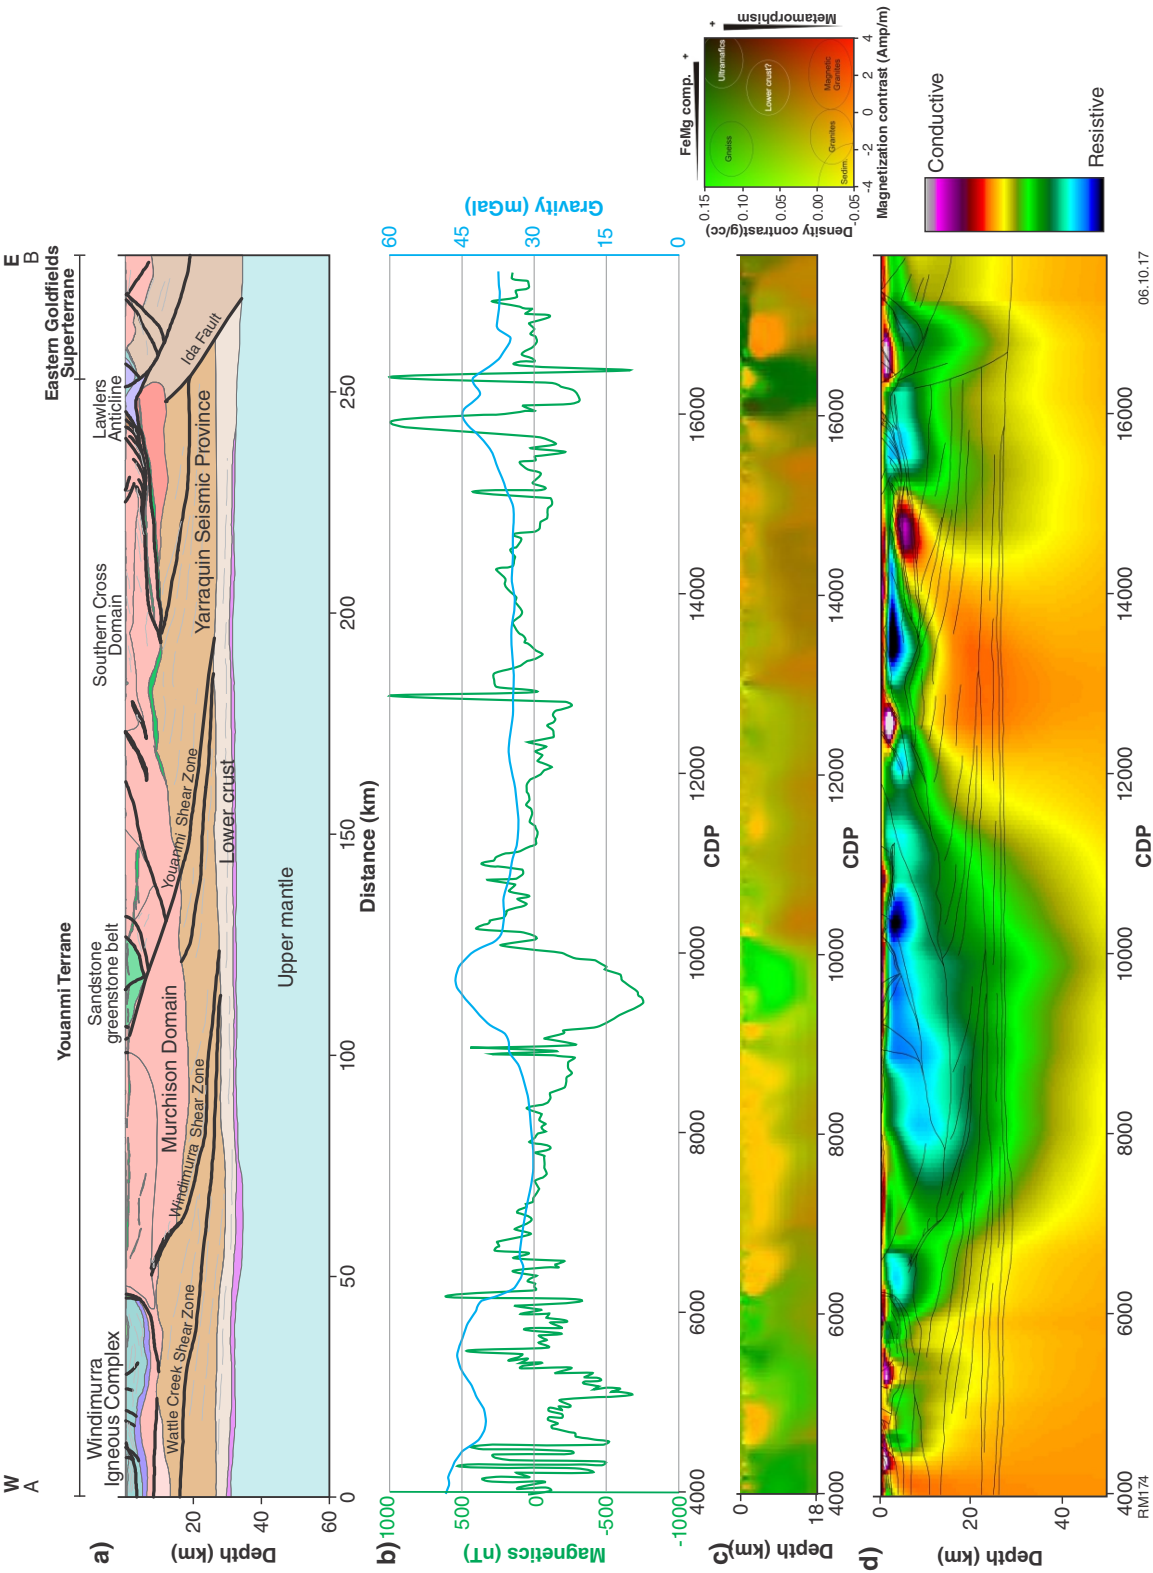 W
A
E
B
Youanmi Terrane
Eastern Goldfields
Superterrane
Windimurra
Igneous Complex
Sandstone
greenstone belt
Southern Cross
Domain
Lawlers
Anticline
a)
Murchison Domain
Wattle Creek Shear Zone
Windimurra Shear Zone
Youanmi Shear Zone
Yarraquin Seismic Province
Ida Fault
Lower crust
Upper mantle
20
40
60
Depth (km)
0
50
100
150
200
250
Distance (km)
b)
1000
500
0
-500
-1000
Magnetics (nT)
60
45
30
15
0
Gravity (mGal)
4000
6000
8000
10000
12000
14000
16000
CDP
c)
0
18
Depth (km)
4000
6000
8000
10000
12000
14000
16000
CDP
FeMg comp.
+
+
Metamorphism
0.15
0.10
0.05
0.00
-0.05
Density contrast(g/cc)
Gneiss
Ultramafics
Lower crust?
Sedim.
Granites
Magnetic
Granites
-4
-2
0
2
4
Magnetization contrast (Amp/m)
d)
0
20
40
Depth (km)
4000
6000
8000
10000
12000
14000
16000
CDP
Conductive
Resistive
RM174
06.10.17